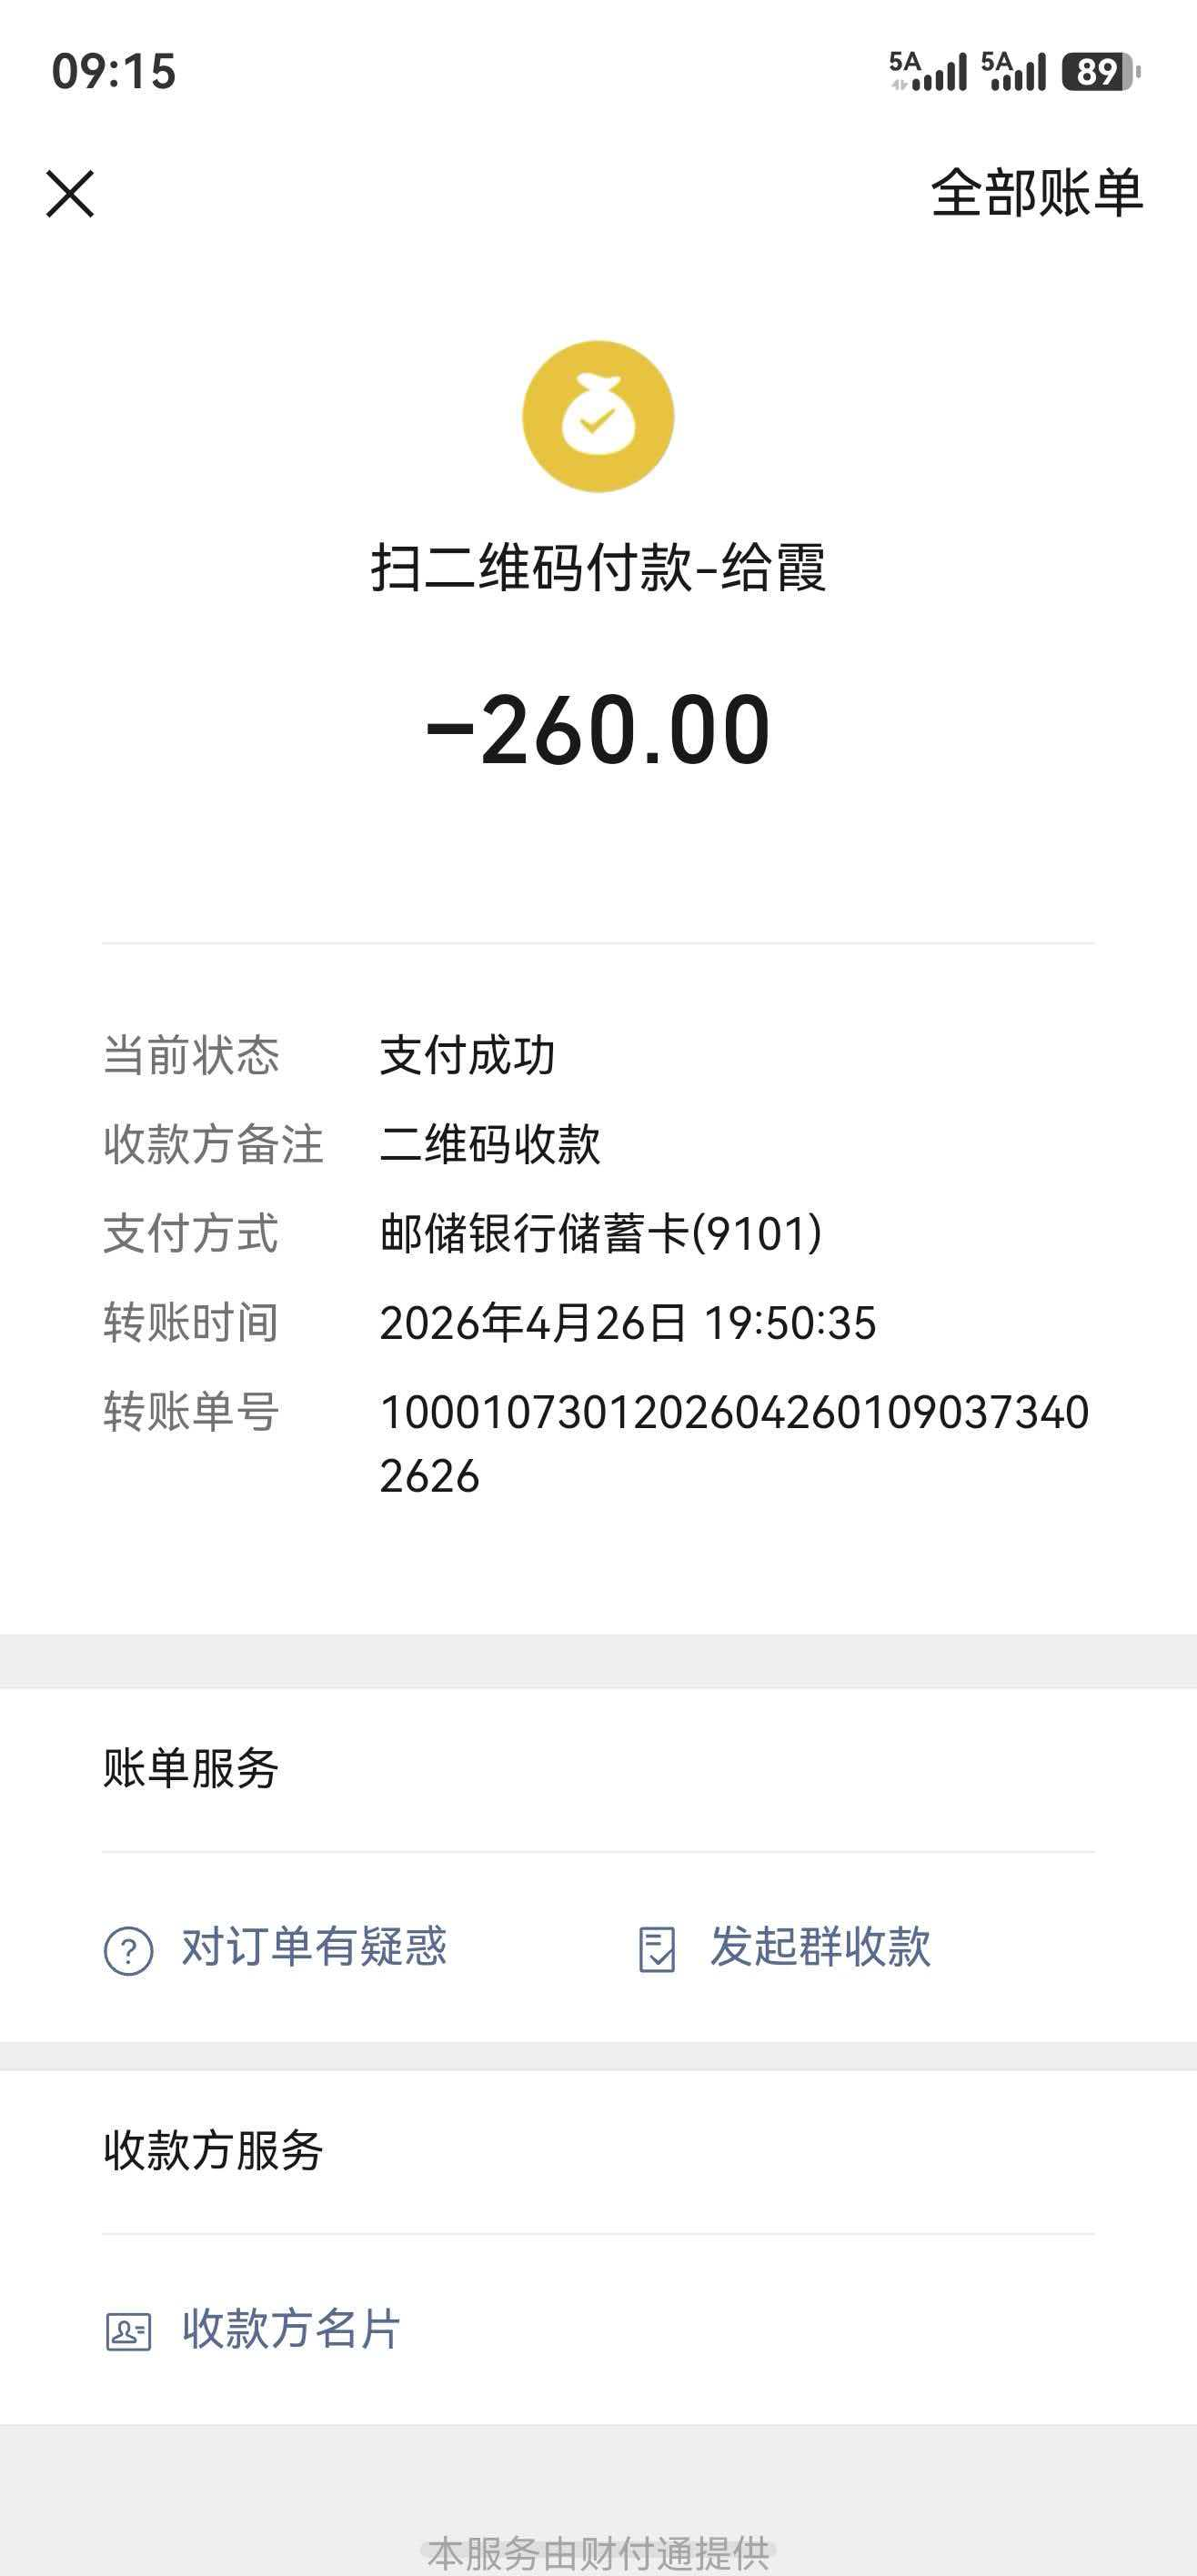 09:15
5A 5A 89
全部账单
扫二维码付款-给霞
-260.00
当前状态 支付成功
收款方备注 二维码收款
支付方式 邮储银行储蓄卡(9101)
转账时间 2026年4月26日 19:50:35
转账单号 1000107301202604260109037340
2626
账单服务
对订单有疑惑 发起群收款
收款方服务
收款方名片
本服务由财付通提供